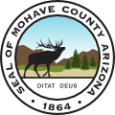 SEAL OF MOHAVE COUNTY ARIZONA
DITAT DEUS
1864